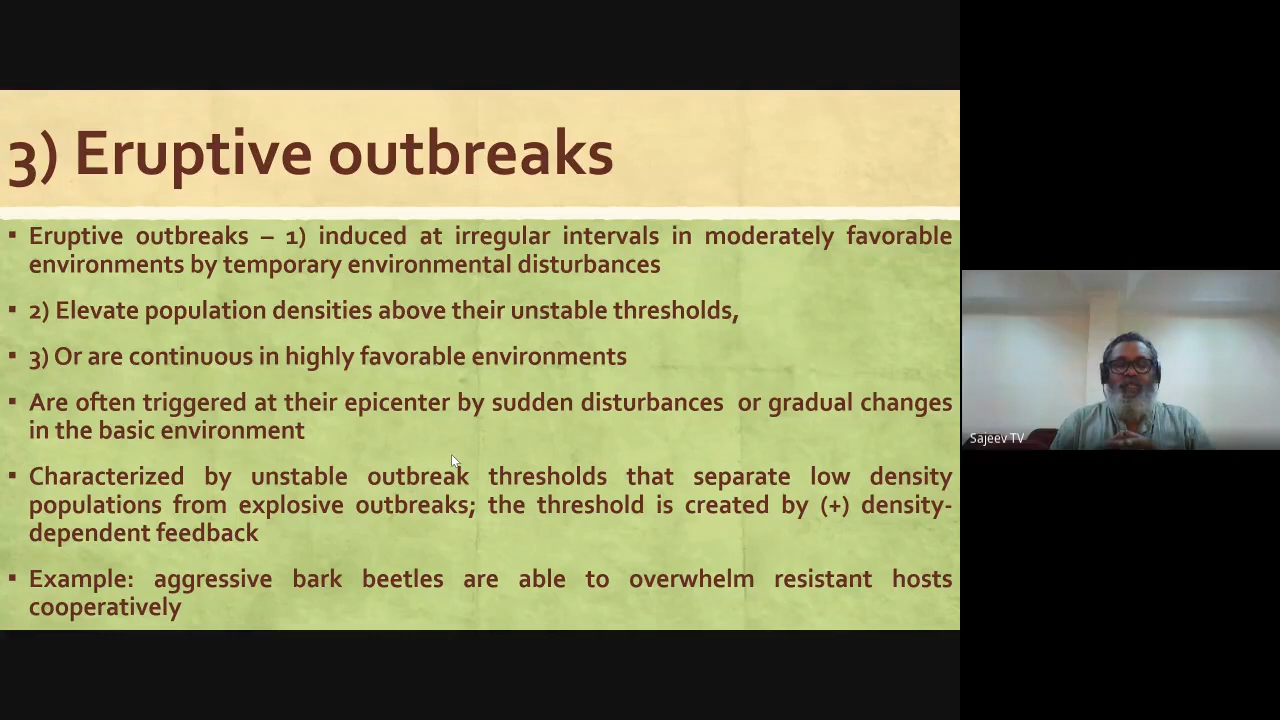 3) Eruptive outbreaks
▪ Eruptive outbreaks – 1) induced at irregular intervals in moderately favorable
environments by temporary environmental disturbances
▪ 2) Elevate population densities above their unstable thresholds,
▪ 3) Or are continuous in highly favorable environments
▪ Are often triggered at their epicenter by sudden disturbances or gradual changes
in the basic environment
▪ Characterized by unstable outbreak thresholds that separate low density
populations from explosive outbreaks; the threshold is created by (+) density-
dependent feedback
▪ Example: aggressive bark beetles are able to overwhelm resistant hosts
cooperatively
Sajeev TV